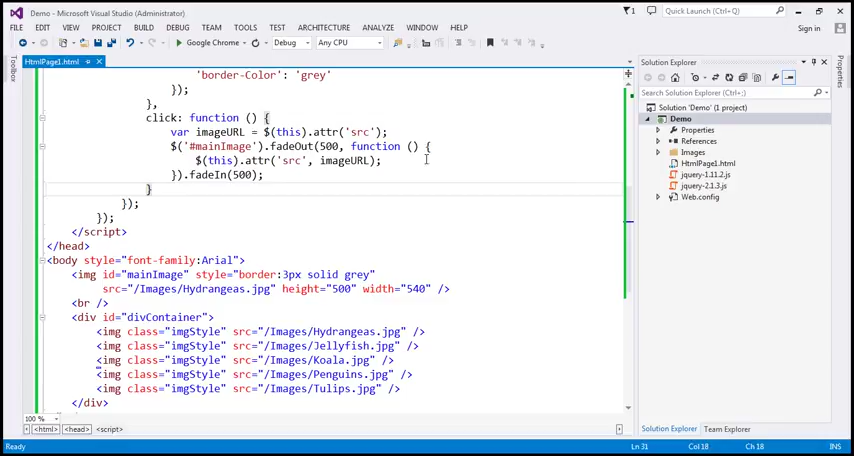 Demo - Microsoft Visual Studio (Administrator)
1
Quick Launch (Ctrl+Q)
FILE EDIT VIEW PROJECT BUILD DEBUG TEAM TOOLS TEST ARCHITECTURE ANALYZE WINDOW HELP
Sign in
Google Chrome
Debug
Any CPU
Toolbox
HtmlPage1.html
'border-Color': 'grey'
});
},
click: function () {
var imageURL = $(this).attr('src');
$('#mainImage').fadeOut(500, function () {
$(this).attr('src', imageURL);
}).fadeIn(500);
}
});
});
</script>
</head>
<body style="font-family:Arial">
<img id="mainImage" style="border:3px solid grey"
src="/Images/Hydrangeas.jpg" height="500" width="540" />
<br />
<div id="divContainer">
<img class="imgStyle" src="/Images/Hydrangeas.jpg" />
<img class="imgStyle" src="/Images/Jellyfish.jpg" />
<img class="imgStyle" src="/Images/Koala.jpg" />
<img class="imgStyle" src="/Images/Penguins.jpg" />
<img class="imgStyle" src="/Images/Tulips.jpg" />
</div>
100 %
<html> <head> <script>
Solution Explorer
Search Solution Explorer (Ctrl+;)
Solution 'Demo' (1 project)
Demo
Properties
References
Images
HtmlPage1.html
jquery-1.11.2.js
jquery-2.1.3.js
Web.config
Solution Explorer Team Explorer
Properties
Ready
Ln 31 Col 18 Ch 18 INS